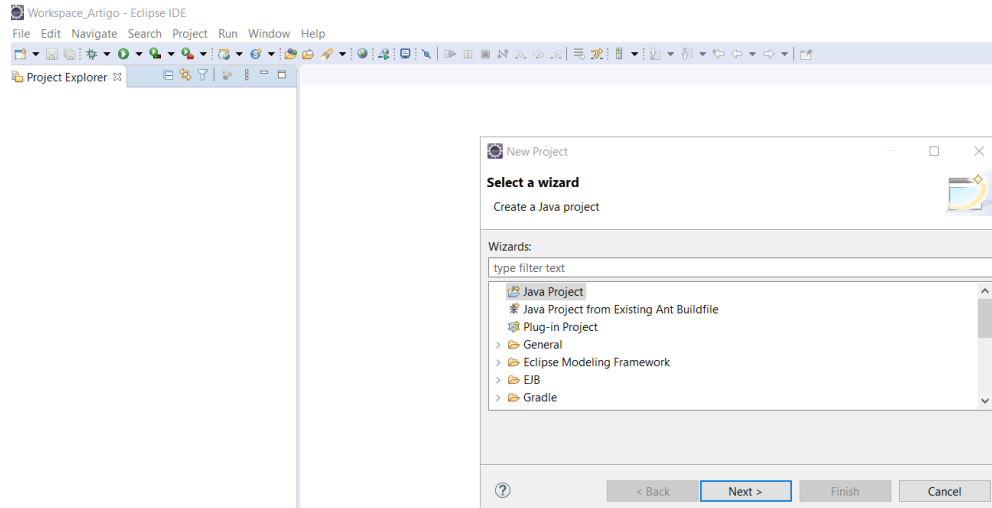 Workspace_Artigo - Eclipse IDE
File Edit Navigate Search Project Run Window Help
Project Explorer
New Project
Select a wizard
Create a Java project
Wizards:
type filter text
Java Project
Java Project from Existing Ant Buildfile
Plug-in Project
General
Eclipse Modeling Framework
EJB
Gradle
< Back Next > Finish Cancel